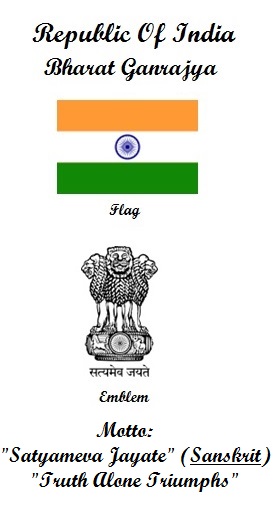 Republic Of India
Bharat Ganrajya
Flag
सत्यमेव जयते
Emblem
Motto:
"Satyameva Jayate" (Sanskrit)
"Truth Alone Triumphs"